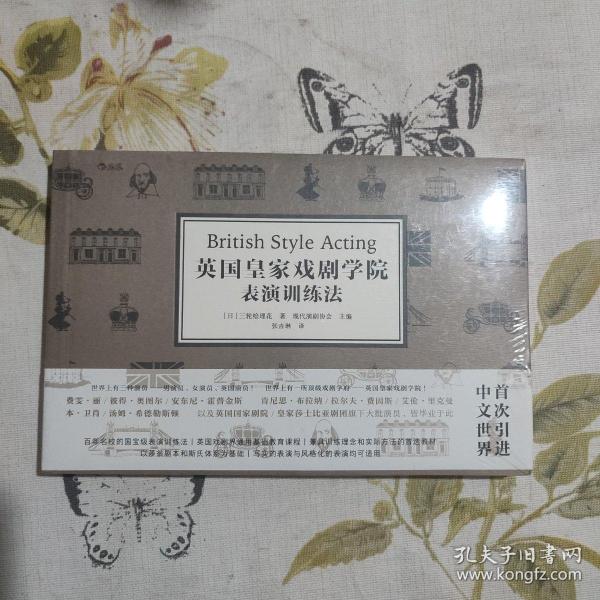 后浪
British Style Acting
英国皇家戏剧学院
表演训练法
[日] 三轮绘理花 著 现代演剧协会 主编
张吉琳 译
世界上有三种演员——男演员、女演员、英国演员! 世界上有一所顶级戏剧学府——英国皇家戏剧学院!
费雯·丽 / 彼得·奥图尔 / 安东尼·霍普金斯 肯尼思·布拉纳 / 拉尔夫·费因斯 / 艾伦·里克曼
本·卫肖 / 汤姆·希德勒斯顿 以及英国国家剧院 / 皇家莎士比亚剧团旗下大批演员,皆毕业于此
百年名校的国宝级表演训练法 | 英国戏剧界通用基础教育课程 | 兼具训练理念和实际方法的首选教材
以莎翁剧本和斯氏体系为基础 | 写实的表演与风格化的表演均可适用
首次引进
中文世界
孔夫子旧书网
www.kongfz.com